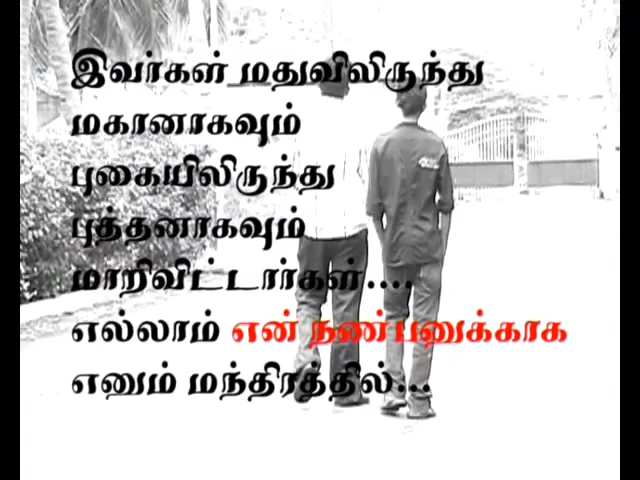 இவர்கள் மதுவிலிருந்து
மகானாகவும்
புகையிலிருந்து
புத்தனாகவும்
மாறிவிட்டார்கள்....
எல்லாம் என் நண்பனுக்காக
எனும் மந்திரத்தில்...